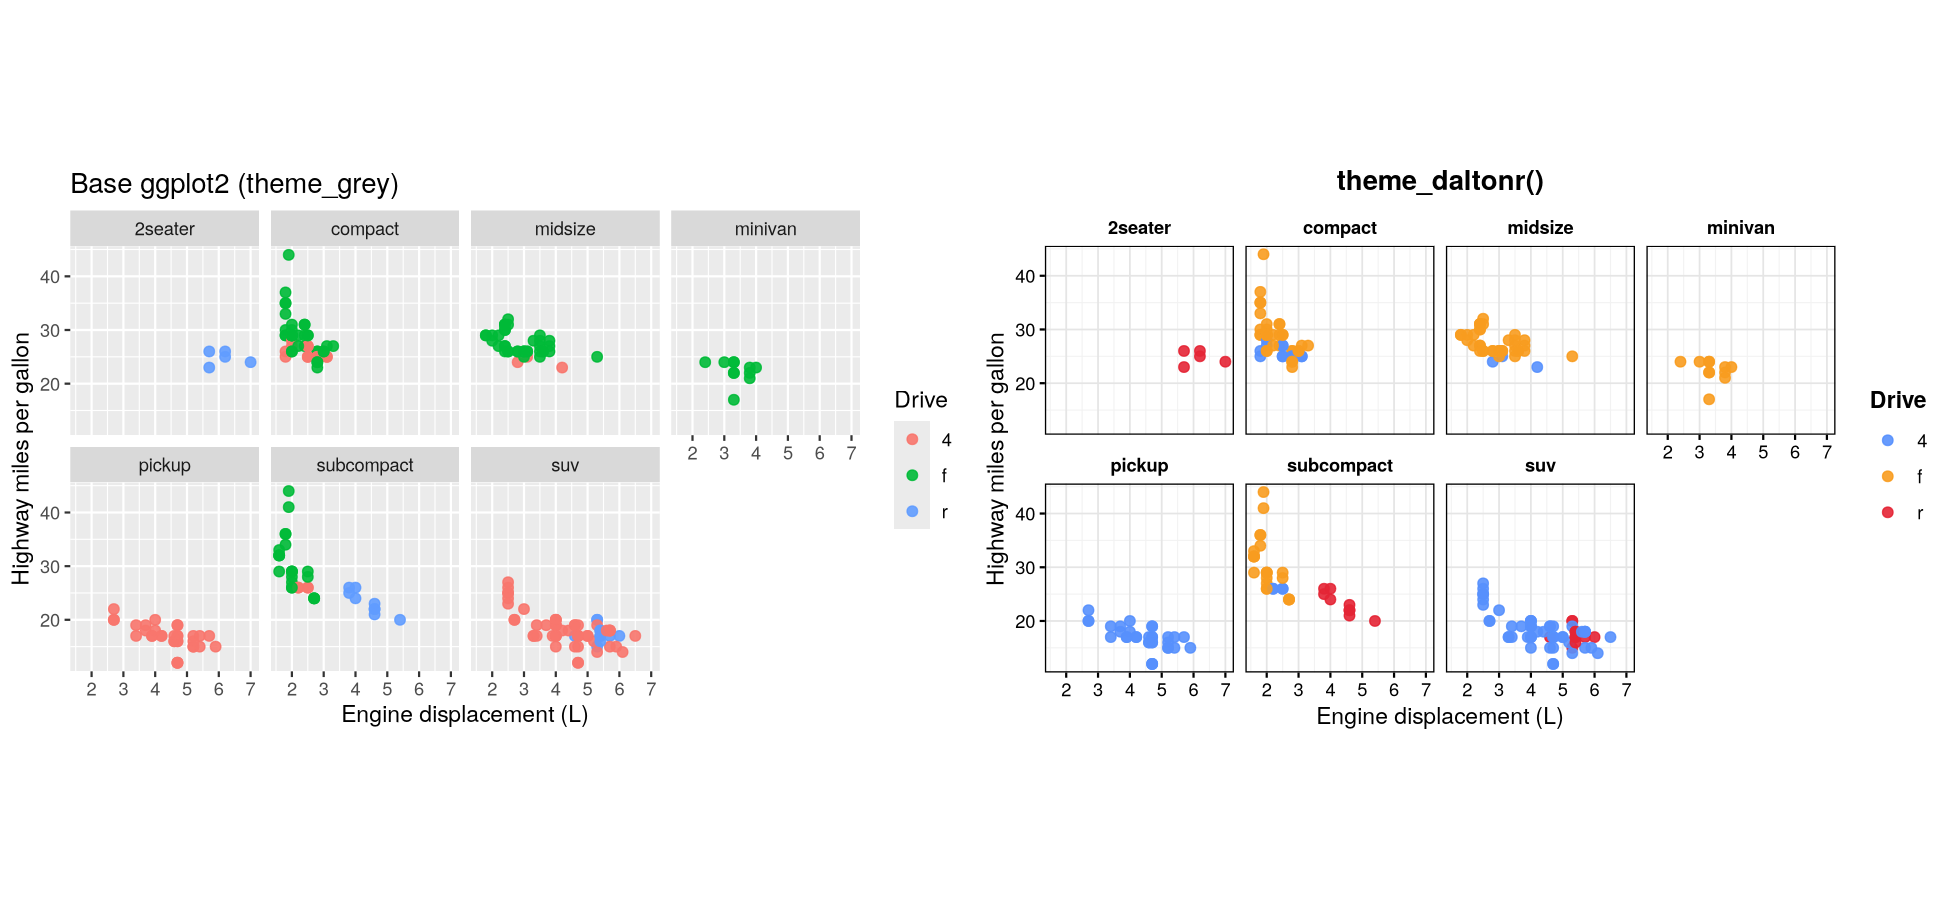 Base ggplot2 (theme_grey)
2seater compact midsize minivan
40
30
20
2 3 4 5 6 7
pickup subcompact suv
40
30
20
2 3 4 5 6 7 2 3 4 5 6 7 2 3 4 5 6 7
Engine displacement (L)
Highway miles per gallon
Drive
4
f
r
theme_daltonr()
2seater compact midsize minivan
40
30
20
2 3 4 5 6 7
pickup subcompact suv
40
30
20
2 3 4 5 6 7 2 3 4 5 6 7 2 3 4 5 6 7
Engine displacement (L)
Highway miles per gallon
Drive
4
f
r